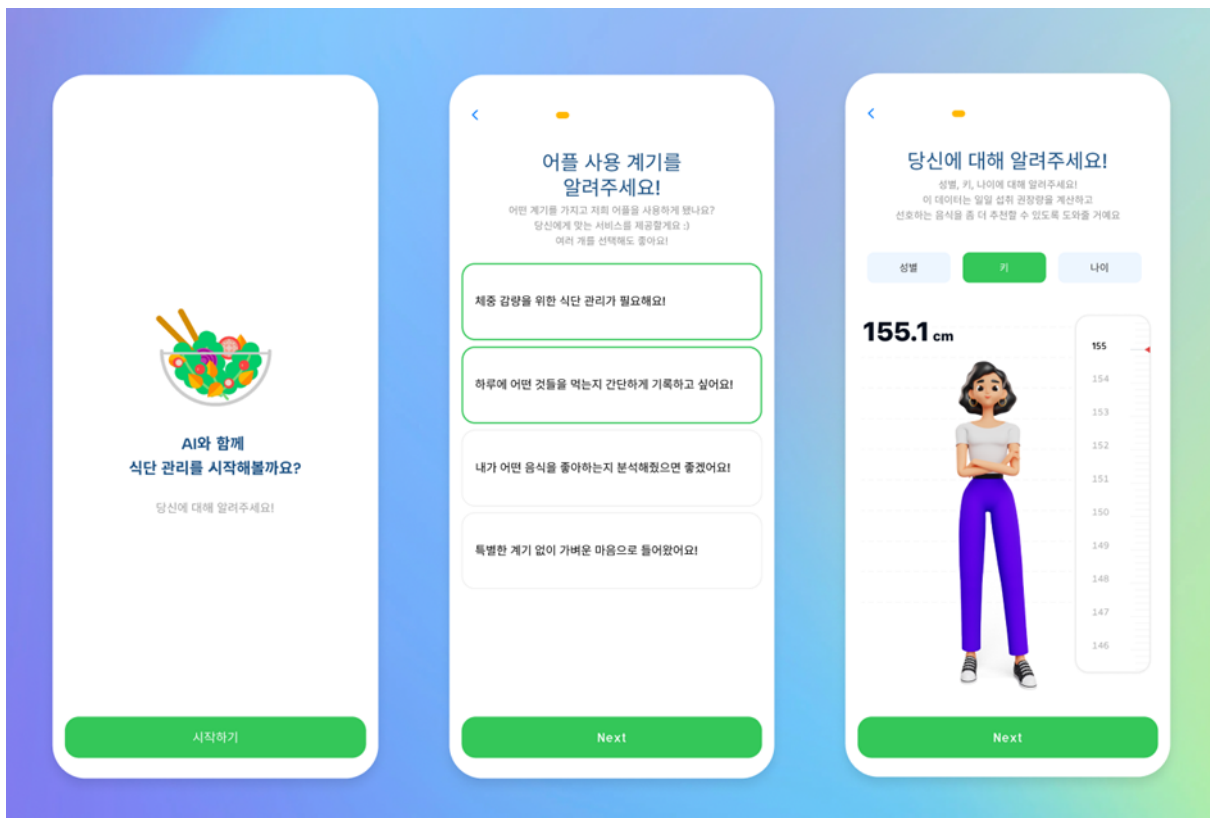 AI와 함께
식단 관리를 시작해볼까요?
당신에 대해 알려주세요!
시작하기
어플 사용 계기를
알려주세요!
어떤 계기를 가지고 저희 어플을 사용하게 됐나요?
당신에게 맞는 서비스를 제공할게요 :)
여러 개를 선택해도 좋아요!
체중 감량을 위한 식단 관리가 필요해요!
하루에 어떤 것들을 먹는지 간단하게 기록하고 싶어요!
내가 어떤 음식을 좋아하는지 분석해줬으면 좋겠어요!
특별한 계기 없이 가벼운 마음으로 들어왔어요!
Next
당신에 대해 알려주세요!
성별, 키, 나이에 대해 알려주세요!
이 데이터는 일일 섭취 권장량을 계산하고
선호하는 음식을 좀 더 추천할 수 있도록 도와줄 거예요
성별 키 나이
155.1 cm
155
154
153
152
151
150
149
148
147
146
Next